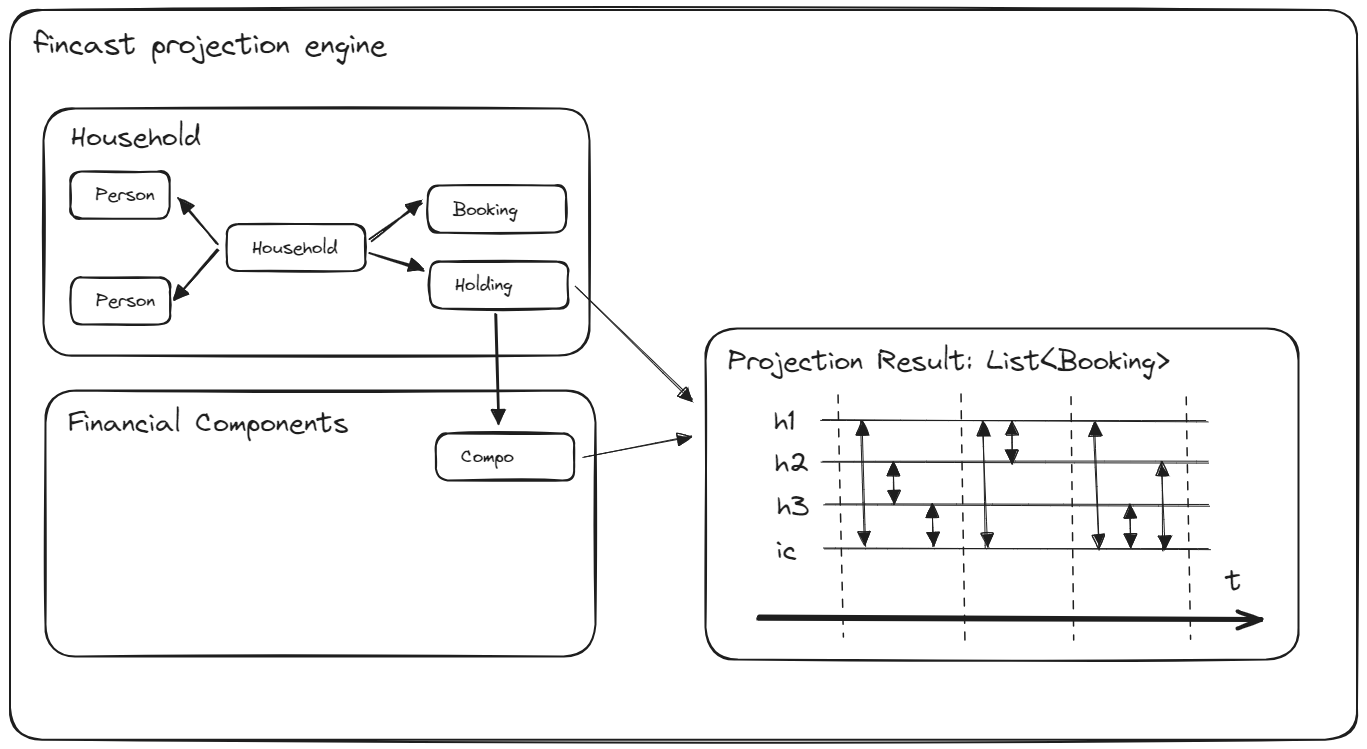 fincast projection engine
Household
Person
Booking
Household
Holding
Person
Financial Components
Compo
Projection Result: List<Booking>
h1
h2
h3
ic
t